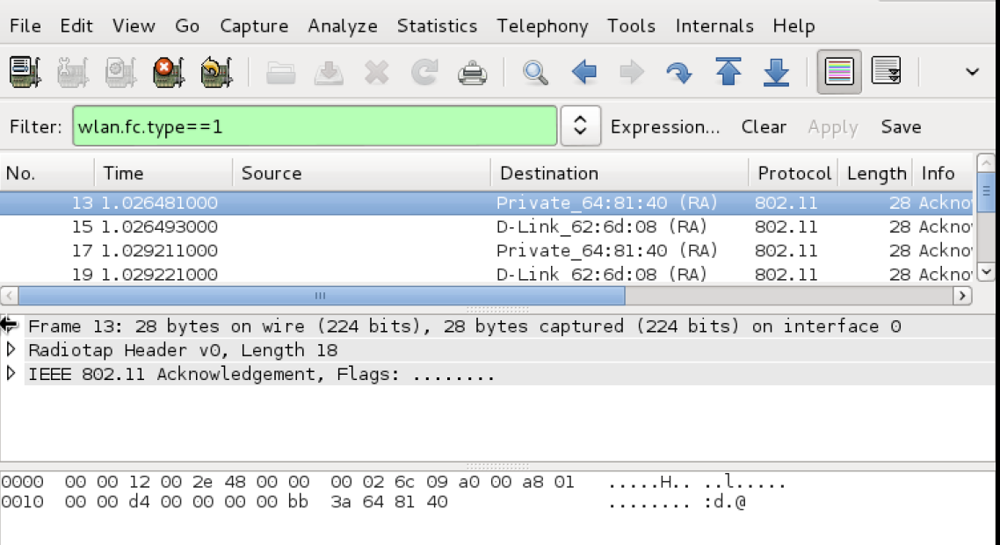 File Edit View Go Capture Analyze Statistics Telephony Tools Internals Help
Filter: wlan.fc.type==1 Expression... Clear Apply Save
No. Time Source Destination Protocol Length Info
13 1.026481000 Private_64:81:40 (RA) 802.11 28 Ackno
15 1.026493000 D-Link_62:6d:08 (RA) 802.11 28 Ackno
17 1.029211000 Private_64:81:40 (RA) 802.11 28 Ackno
19 1.029221000 D-Link_62:6d:08 (RA) 802.11 28 Ackno
Frame 13: 28 bytes on wire (224 bits), 28 bytes captured (224 bits) on interface 0
Radiotap Header v0, Length 18
IEEE 802.11 Acknowledgement, Flags: ........
0000 00 00 12 00 2e 48 00 00 00 02 6c 09 a0 00 a8 01 .....H.. ..l.....
0010 00 00 d4 00 00 00 00 bb 3a 64 81 40 ........ :d.@